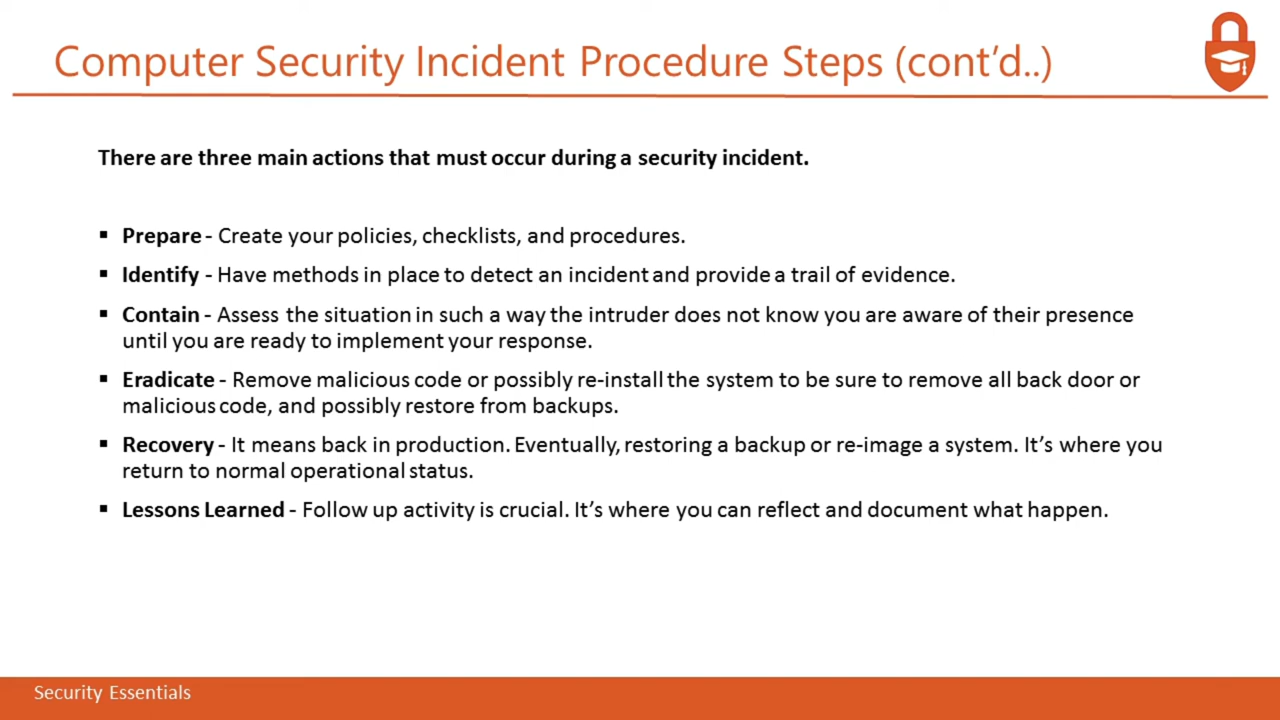 Computer Security Incident Procedure Steps (cont’d..)
There are three main actions that must occur during a security incident.
▪ Prepare - Create your policies, checklists, and procedures.
▪ Identify - Have methods in place to detect an incident and provide a trail of evidence.
▪ Contain - Assess the situation in such a way the intruder does not know you are aware of their presence
until you are ready to implement your response.
▪ Eradicate - Remove malicious code or possibly re-install the system to be sure to remove all back door or
malicious code, and possibly restore from backups.
▪ Recovery - It means back in production. Eventually, restoring a backup or re-image a system. It’s where you
return to normal operational status.
▪ Lessons Learned - Follow up activity is crucial. It’s where you can reflect and document what happen.
Security Essentials